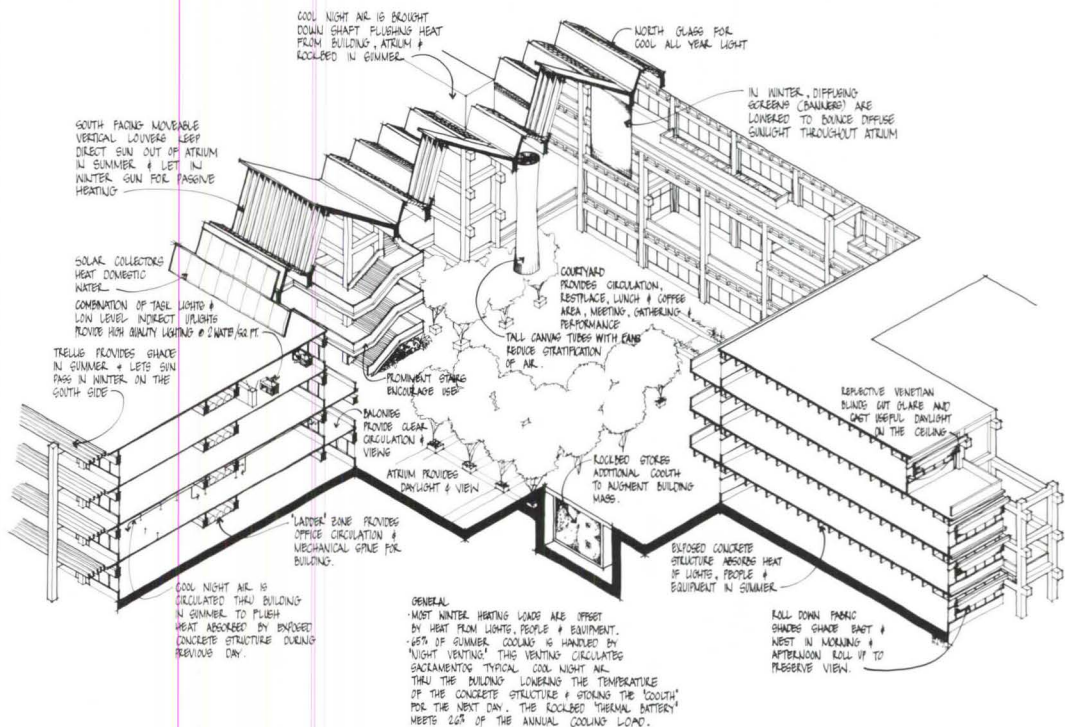 COOL NIGHT AIR IS BROUGHT
DOWN SHAFT FLUSHING HEAT
FROM BUILDING, ATRIUM &
ROCKBED IN SUMMER
NORTH GLASS FOR
COOL ALL YEAR LIGHT
IN WINTER, DIFFUSING
SCREENS (BANNERS) ARE
LOWERED TO BOUNCE DIFFUSE
SUNLIGHT THROUGHOUT ATRIUM
SOUTH FACING MOVEABLE
VERTICAL LOUVERS KEEP
DIRECT SUN OUT OF ATRIUM
IN SUMMER & LET IN
WINTER SUN FOR PASSIVE
HEATING
SOLAR COLLECTORS
HEAT DOMESTIC
WATER
COMBINATION OF TASK LIGHTS &
LOW LEVEL INDIRECT UPLIGHTS
PROVIDE HIGH QUALITY LIGHTING @ 2 WATTS/SQ. FT.
TRELLIS PROVIDES SHADE
IN SUMMER & LETS SUN
PASS IN WINTER ON THE
SOUTH SIDE
COURTYARD
PROVIDES CIRCULATION,
RESTPLACE, LUNCH & COFFEE
AREA, MEETING, GATHERING &
PERFORMANCE
TALL CANVAS TUBES WITH FANS
REDUCE STRATIFICATION
OF AIR.
PROMINENT STAIRS
ENCOURAGE USE
BALONIES
PROVIDE CLEAR
CIRCULATION &
VIEWS
ATRIUM PROVIDES
DAYLIGHT & VIEW
REFLECTIVE VENETIAN
BLINDS CUT GLARE AND
CAST USEFUL DAYLIGHT
ON THE CEILING
ROCKBED STORES
ADDITIONAL COOLTH
TO AUGMENT BUILDING
MASS.
"LADDER" ZONE PROVIDES
OFFICE CIRCULATION &
MECHANICAL SPINE FOR
BUILDING.
EXPOSED CONCRETE
STRUCTURE ABSORBS HEAT
OF LIGHTS, PEOPLE &
EQUIPMENT IN SUMMER
COOL NIGHT AIR IS
CIRCULATED THRU BUILDING
IN SUMMER TO FLUSH
HEAT ABSORBED BY EXPOSED
CONCRETE STRUCTURE DURING
PREVIOUS DAY.
ROLL DOWN FABRIC
SHADES SHADE EAST &
WEST IN MORNING &
AFTERNOON ROLL UP TO
PRESERVE VIEW.
GENERAL
·MOST WINTER HEATING LOADS ARE OFFSET
BY HEAT FROM LIGHTS, PEOPLE & EQUIPMENT.
·65% OF SUMMER COOLING IS HANDLED BY
"NIGHT VENTING." THIS VENTING CIRCULATES
SACRAMENTOS TYPICAL COOL NIGHT AIR
THRU THE BUILDING LOWERING THE TEMPERATURE
OF THE CONCRETE STRUCTURE & STORING THE "COOLTH"
FOR THE NEXT DAY. THE ROCKBED "THERMAL BATTERY"
MEETS 26% OF THE ANNUAL COOLING LOAD.